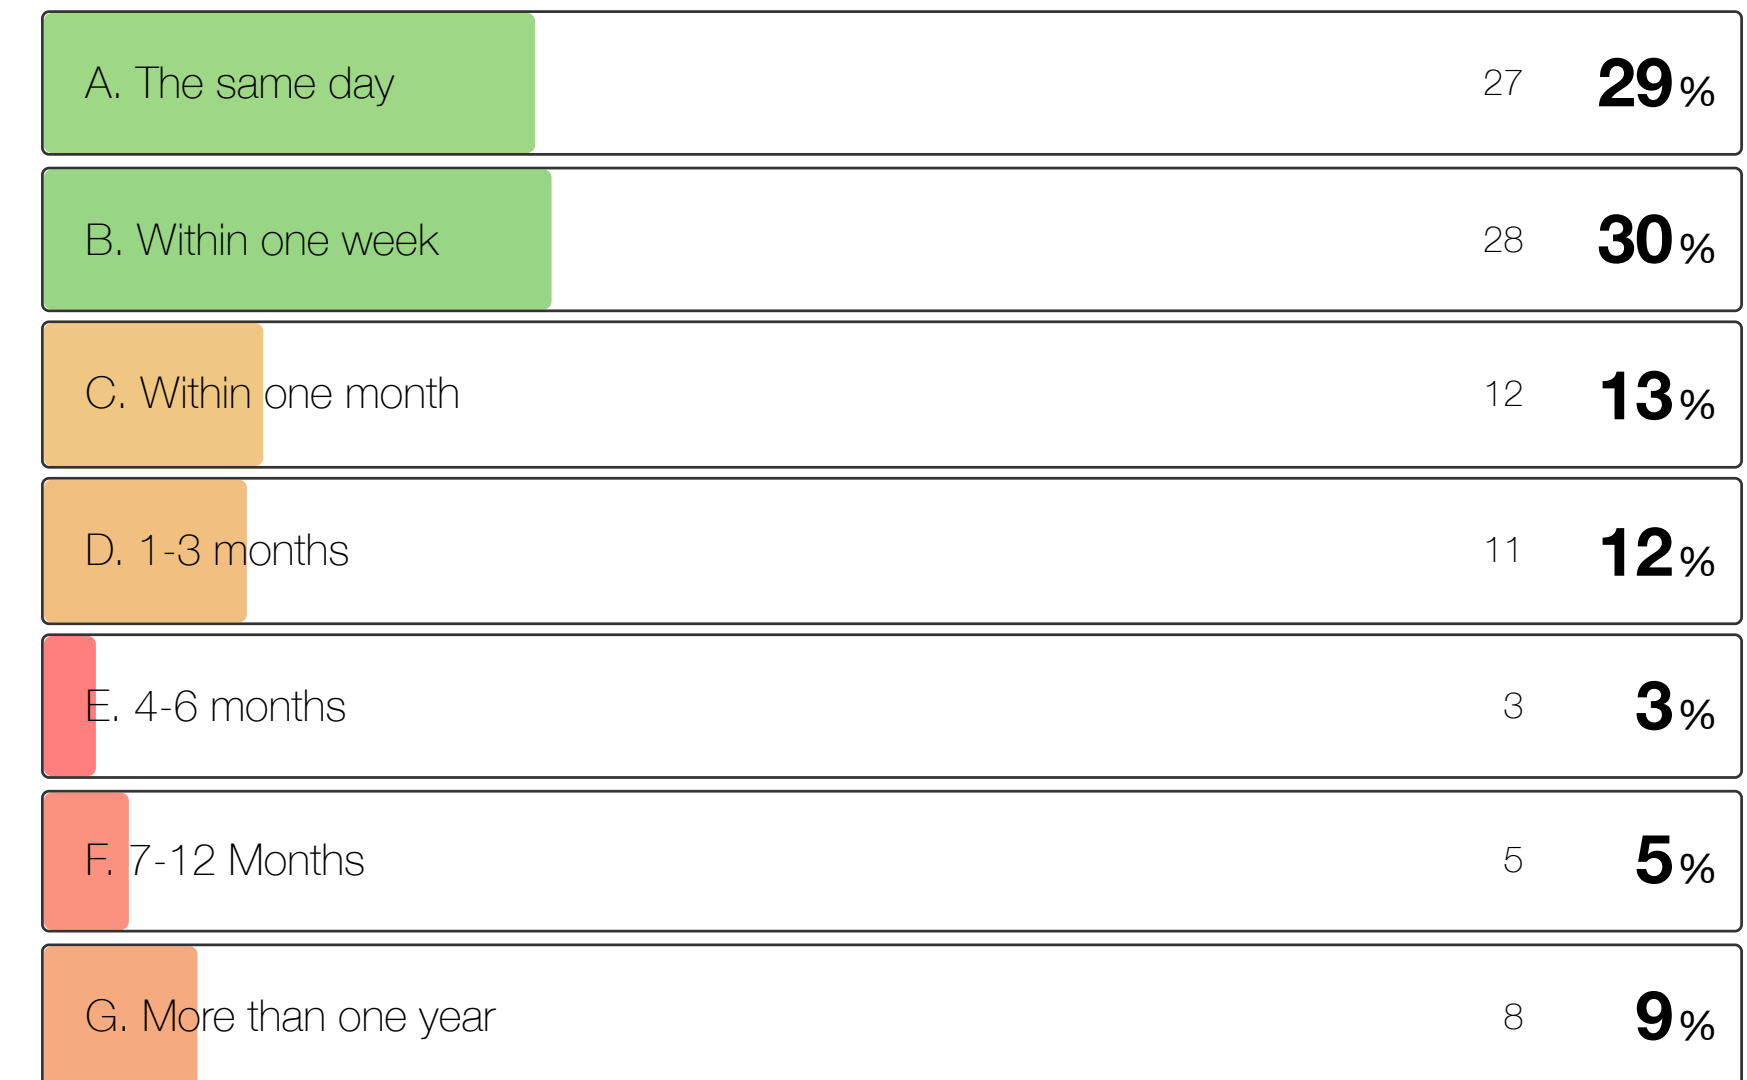 A. The same day 27 29%
B. Within one week 28 30%
C. Within one month 12 13%
D. 1-3 months 11 12%
E. 4-6 months 3 3%
F. 7-12 Months 5 5%
G. More than one year 8 9%